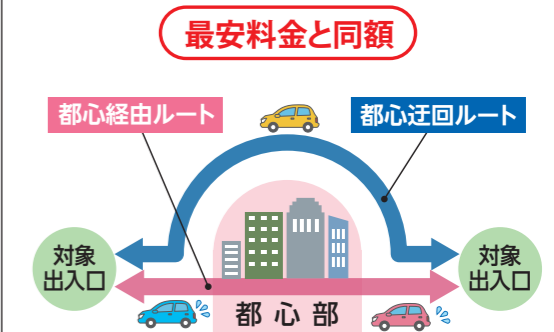 最安料金と同額
都心経由ルート
都心迂回ルート
対象
出入口
対象
出入口
都心部